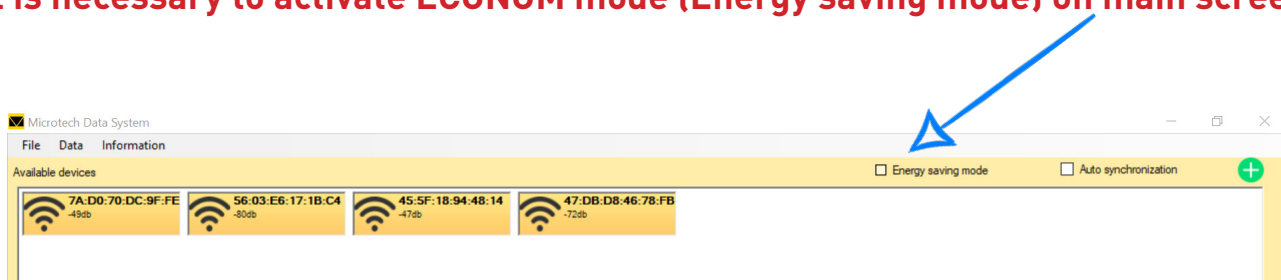 is necessary to activate ECONOM mode (Energy saving mode) on main
Microtech Data System
File Data Information
Available devices
Energy saving mode
Auto synchronization
7A:D0:70:DC:9F:FE
-49db
56:03:E6:17:1B:C4
-80db
45:5F:18:94:48:14
-47db
47:DB:D8:46:78:FB
-72db